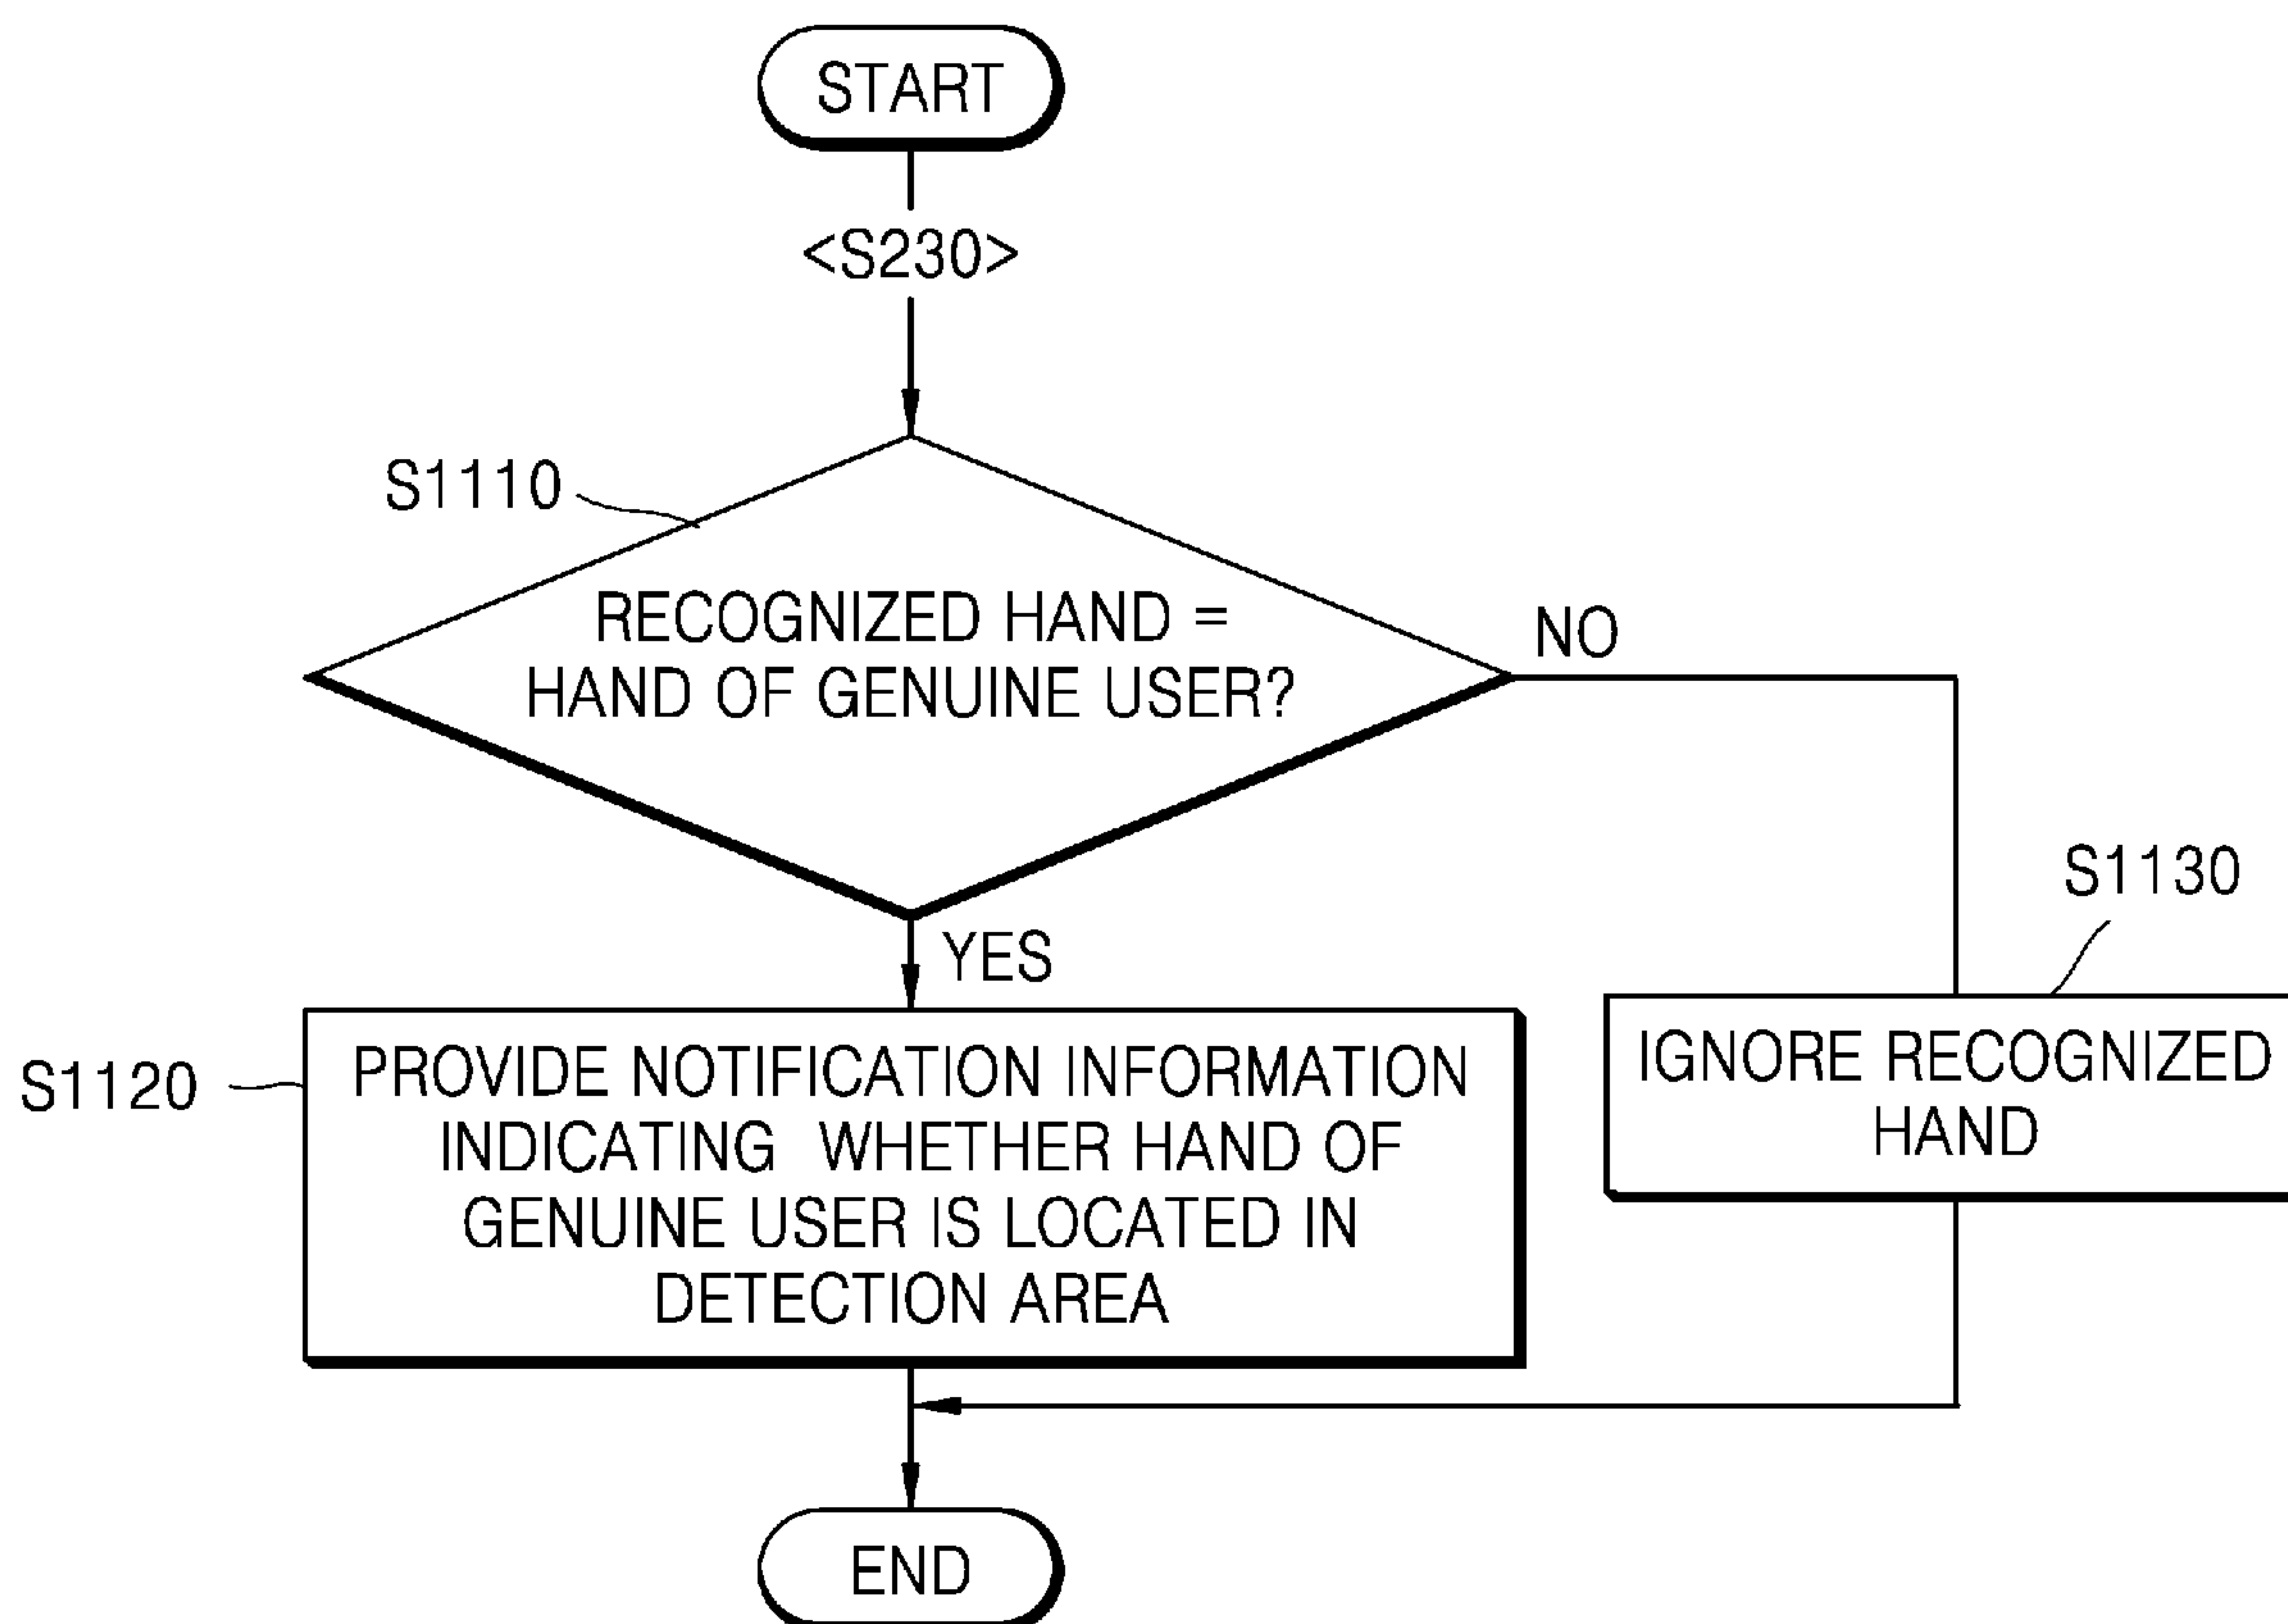 START
<S230>
S1110
RECOGNIZED HAND =
HAND OF GENUINE USER?
NO
YES
S1130
S1120
PROVIDE NOTIFICATION INFORMATION
INDICATING WHETHER HAND OF
GENUINE USER IS LOCATED IN
DETECTION AREA
IGNORE RECOGNIZED
HAND
END